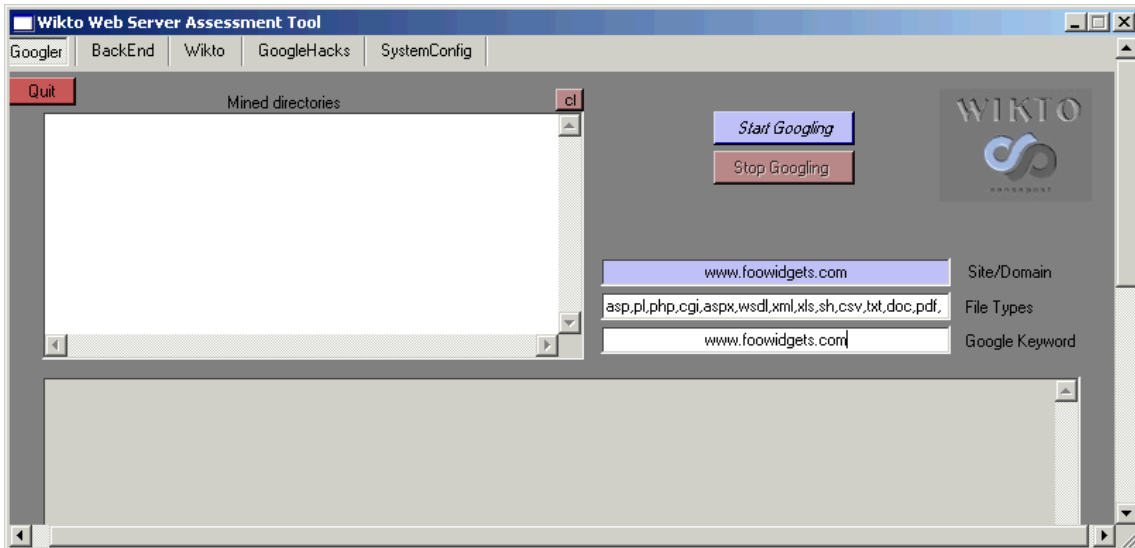 Wikto Web Server Assessment Tool
Googler BackEnd Wikto GoogleHacks SystemConfig
Quit
Mined directories
cl
Start Googling
Stop Googling
WIKTO
sensepost
www.foowidgets.com Site/Domain
asp,pl,php,cgi,aspx,wsdl,xml,xls,sh,csv,txt,doc,pdf, File Types
www.foowidgets.com Google Keyword